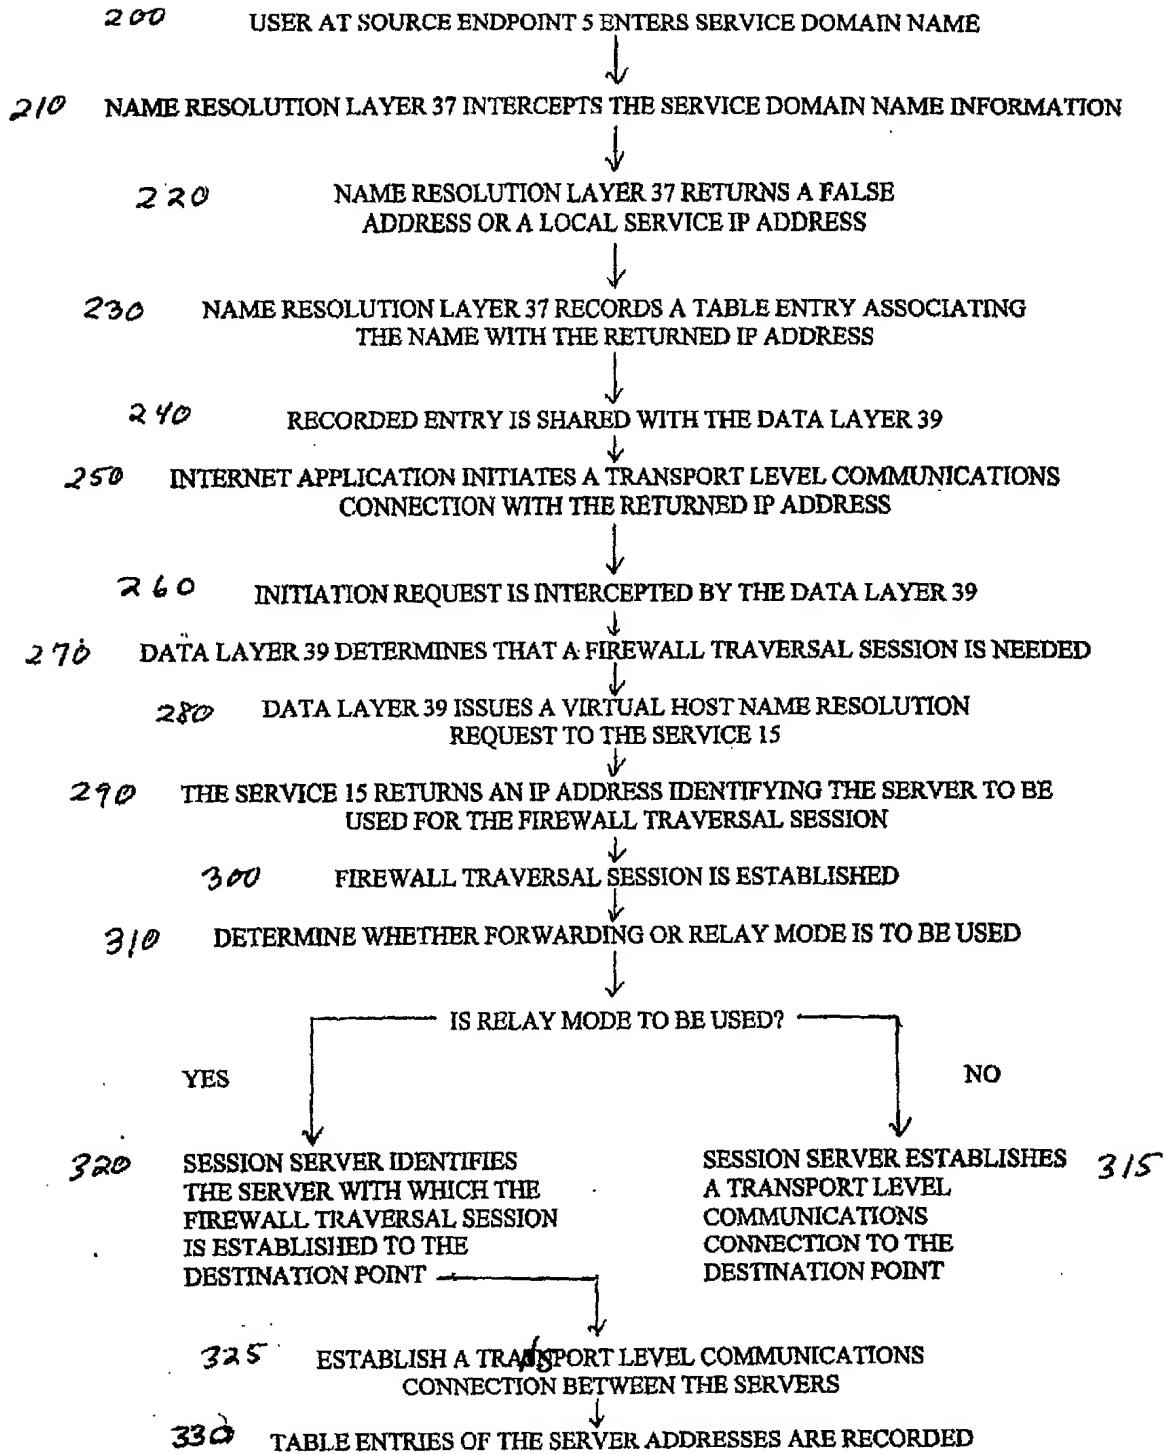 200 USER AT SOURCE ENDPOINT 5 ENTERS SERVICE DOMAIN NAME
210 NAME RESOLUTION LAYER 37 INTERCEPTS THE SERVICE DOMAIN NAME INFORMATION
220 NAME RESOLUTION LAYER 37 RETURNS A FALSE
ADDRESS OR A LOCAL SERVICE IP ADDRESS
230 NAME RESOLUTION LAYER 37 RECORDS A TABLE ENTRY ASSOCIATING
THE NAME WITH THE RETURNED IP ADDRESS
240 RECORDED ENTRY IS SHARED WITH THE DATA LAYER 39
250 INTERNET APPLICATION INITIATES A TRANSPORT LEVEL COMMUNICATIONS
CONNECTION WITH THE RETURNED IP ADDRESS
260 INITIATION REQUEST IS INTERCEPTED BY THE DATA LAYER 39
270 DATA LAYER 39 DETERMINES THAT A FIREWALL TRAVERSAL SESSION IS NEEDED
280 DATA LAYER 39 ISSUES A VIRTUAL HOST NAME RESOLUTION
REQUEST TO THE SERVICE 15
290 THE SERVICE 15 RETURNS AN IP ADDRESS IDENTIFYING THE SERVER TO BE
USED FOR THE FIREWALL TRAVERSAL SESSION
300 FIREWALL TRAVERSAL SESSION IS ESTABLISHED
310 DETERMINE WHETHER FORWARDING OR RELAY MODE IS TO BE USED
IS RELAY MODE TO BE USED?
YES
NO
320 SESSION SERVER IDENTIFIES
THE SERVER WITH WHICH THE
FIREWALL TRAVERSAL SESSION
IS ESTABLISHED TO THE
DESTINATION POINT
SESSION SERVER ESTABLISHES 315
A TRANSPORT LEVEL
COMMUNICATIONS
CONNECTION TO THE
DESTINATION POINT
325 ESTABLISH A TRANSPORT LEVEL COMMUNICATIONS
CONNECTION BETWEEN THE SERVERS
330 TABLE ENTRIES OF THE SERVER ADDRESSES ARE RECORDED